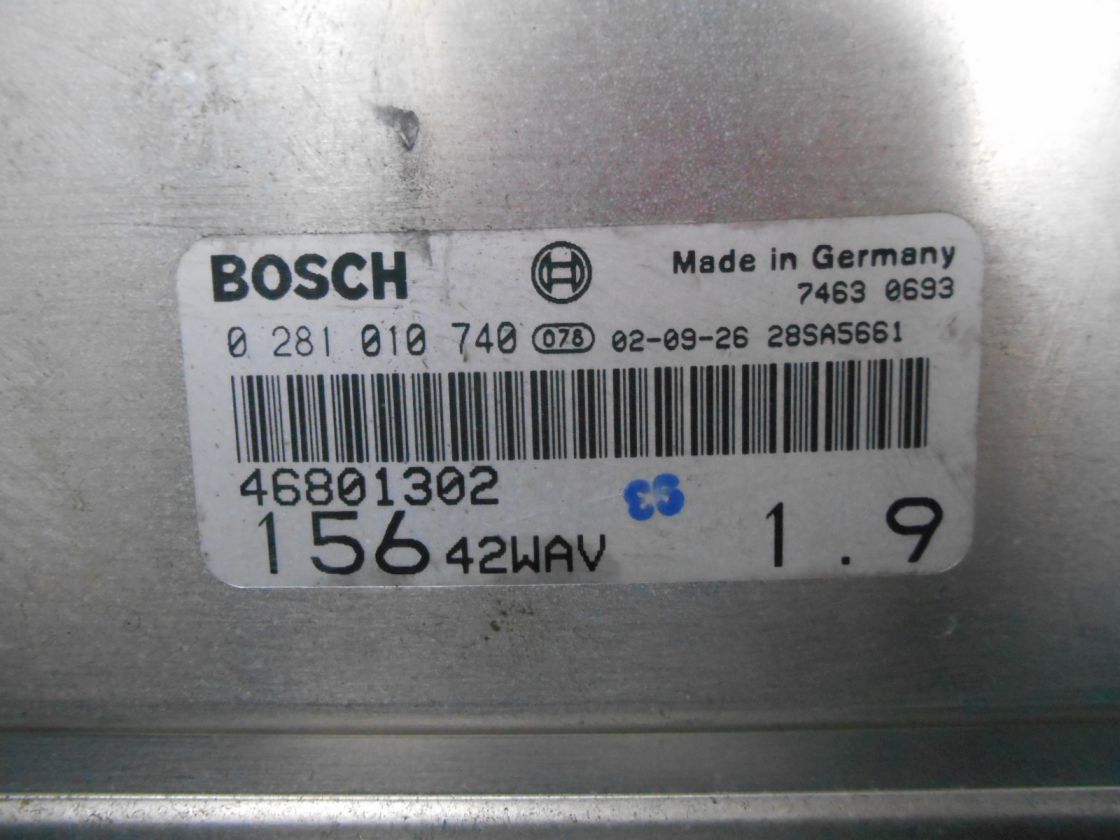 BOSCH Made in Germany
7463 0693
0 281 010 740 078 02-09-26 28SA5661
46801302
156 42WAV 1.9